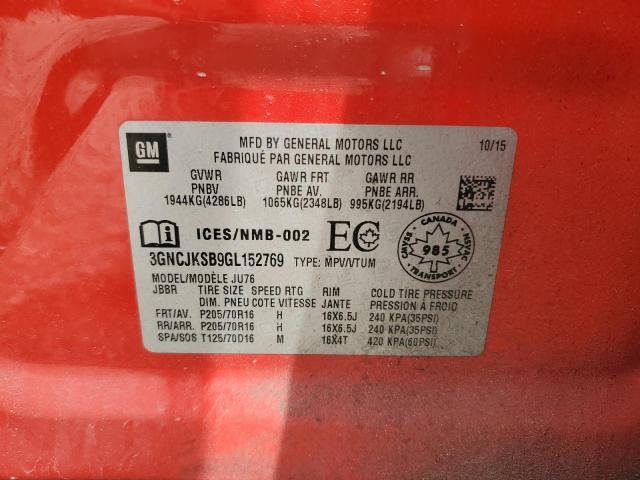 GM
MFD BY GENERAL MOTORS LLC 10/15
FABRIQUÉ PAR GENERAL MOTORS LLC
GVWR GAWR FRT GAWR RR
PNBV PNBE AV. PNBE ARR.
1944KG(4286LB) 1065KG(2348LB) 995KG(2194LB)
ICES/NMB-002 EC
CANADA
CMVSS 985 NSVAC
TRANSPORT
3GNCJKSB9GL152769 TYPE: MPV/VTUM
MODEL/MODÈLE JU76
JBBR TIRE SIZE SPEED RTG RIM COLD TIRE PRESSURE
DIM. PNEU COTE VITESSE JANTE PRESSION À FROID
FRT/AV. P205/70R16 H 16X6.5J 240 KPA(35PSI)
RR/ARR. P205/70R16 H 16X6.5J 240 KPA(35PSI)
SPA/SOS T125/70D16 M 16X4T 420 KPA(60PSI)